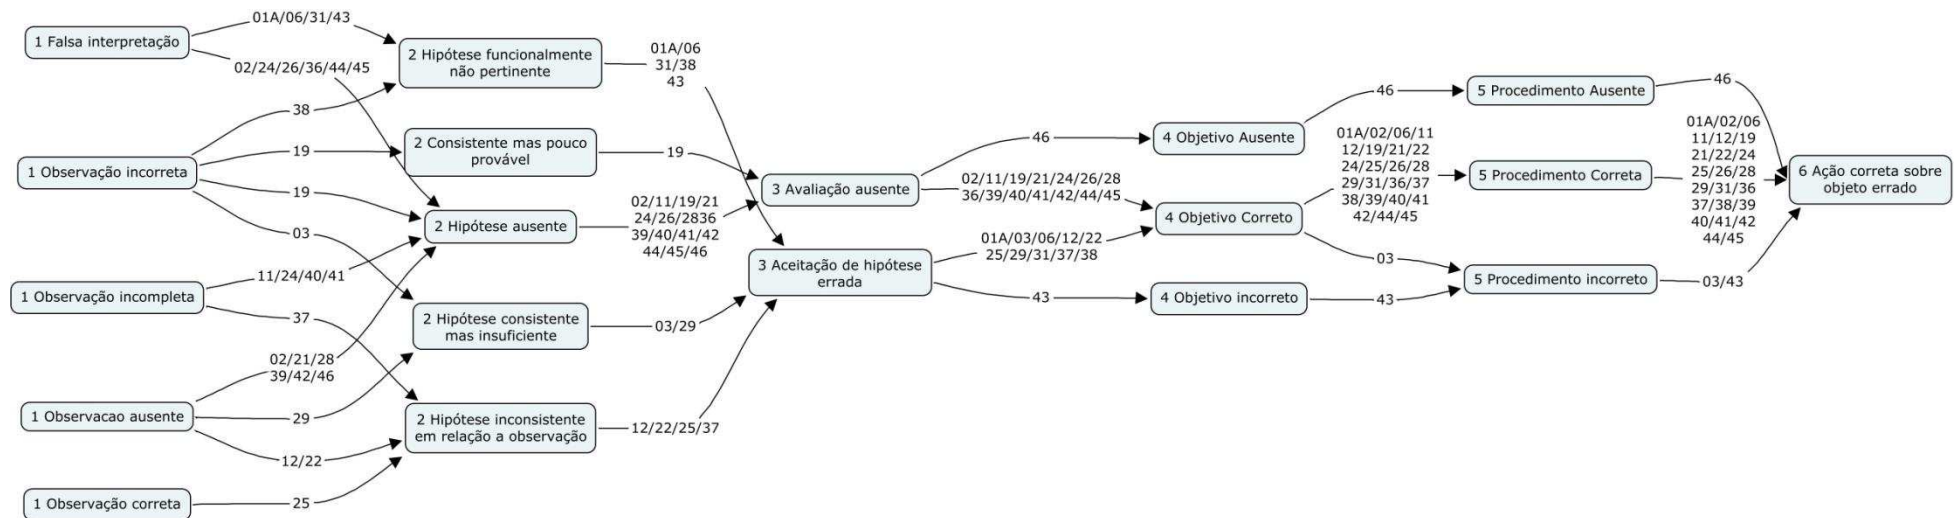 01A/06/31/43
1 Falsa interpretação
02/24/26/36/44/45
2 Hipótese funcionalmente
não pertinente
01A/06
31/38
43
38
19
19
03
1 Observação incorreta
2 Consistente mas pouco
provável
19
2 Hipótese ausente
02/11/19/21
24/26/2836
39/40/41/42
44/45/46
11/24/40/41
1 Observação incompleta
37
2 Hipótese consistente
mas insuficiente
03/29
02/21/28
39/42/46
1 Observacao ausente
29
12/22
2 Hipótese inconsistente
em relação a observação
12/22/25/37
1 Observação correta
25
3 Avaliação ausente
46
02/11/19/21/24/26/28
36/39/40/41/42/44/45
3 Aceitação de hipótese
errada
01A/03/06/12/22
25/29/31/37/38
43
4 Objetivo Ausente
46
4 Objetivo Correto
01A/02/06/11
12/19/21/22
24/25/26/28
29/31/36/37
38/39/40/41
42/44/45
03
4 Objetivo incorreto
43
5 Procedimento Ausente
46
5 Procedimento Correta
01A/02/06
11/12/19
21/22/24
25/26/28
29/31/36
37/38/39
40/41/42
44/45
5 Procedimento incorreto
03/43
6 Ação correta sobre
objeto errado